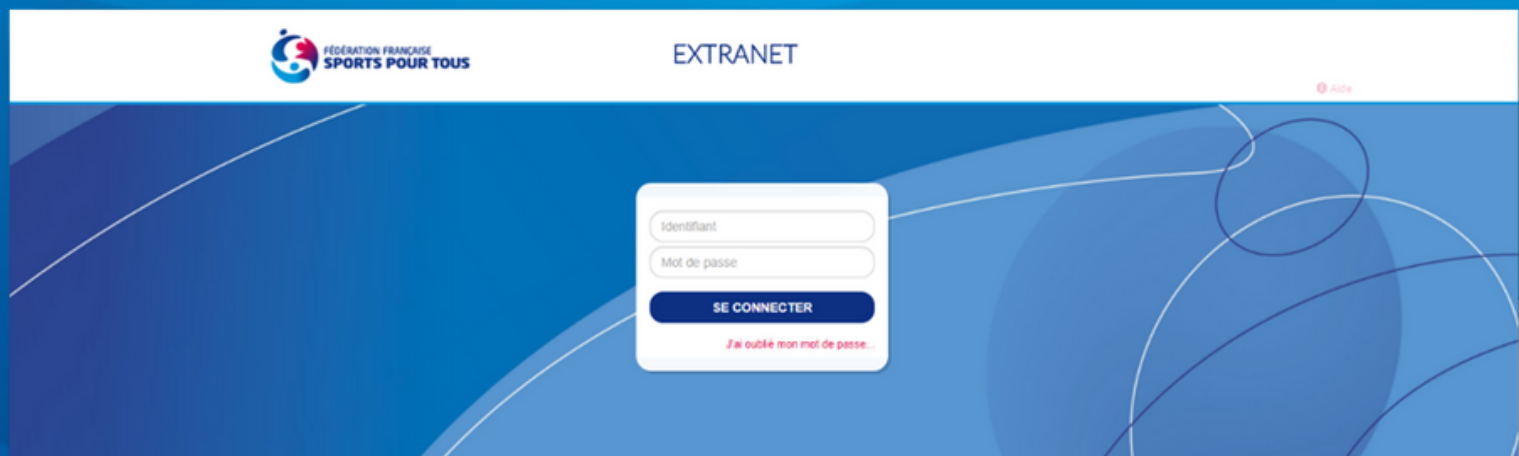 FÉDÉRATION FRANÇAISE
SPORTS POUR TOUS
EXTRANET
Aide
Identifiant
Mot de passe
SE CONNECTER
J'ai oublié mon mot de passe...